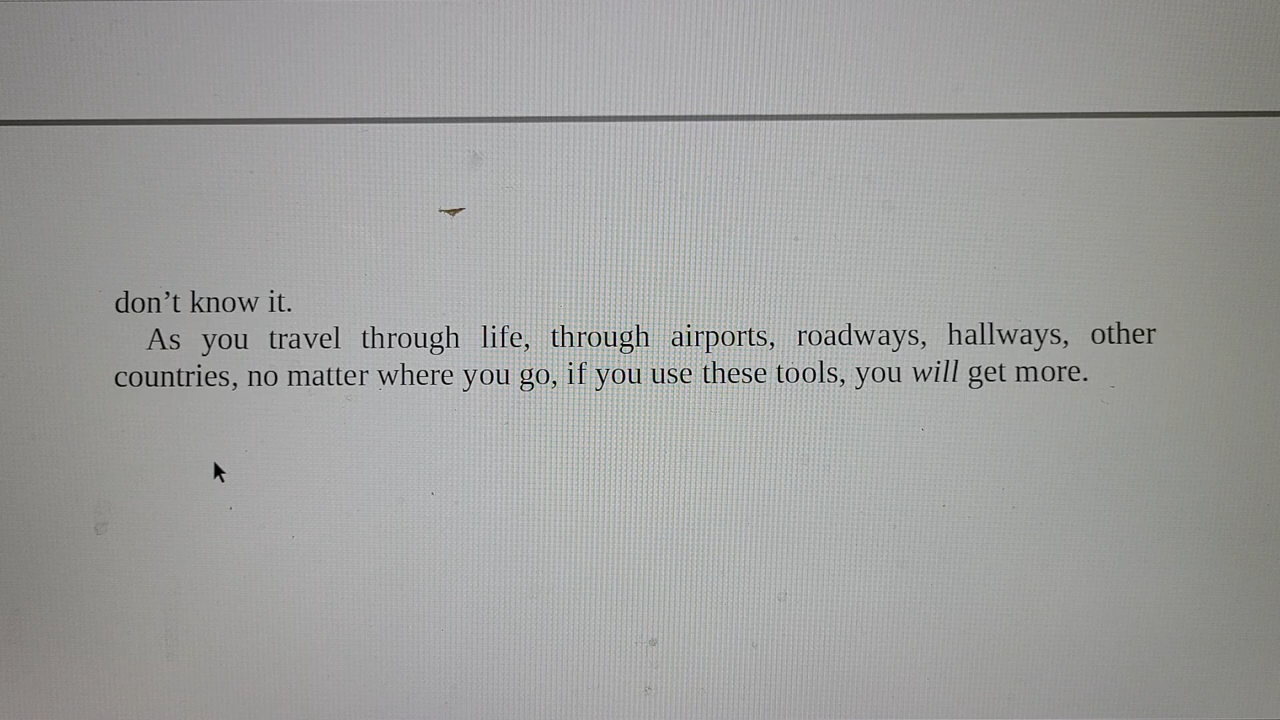 don’t know it.
As you travel through life, through airports, roadways, hallways, other
countries, no matter where you go, if you use these tools, you will get more.